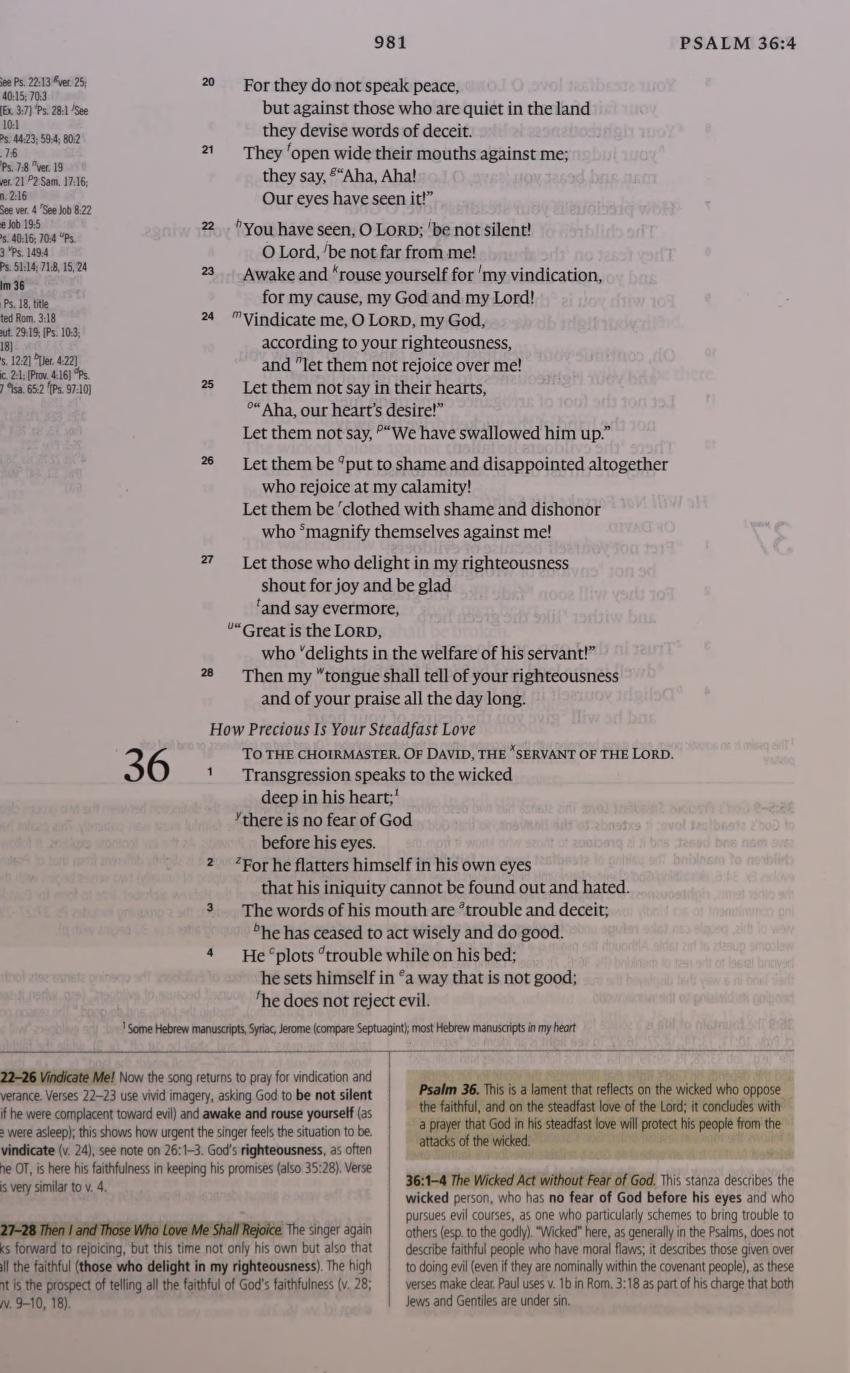 981
PSALM 36:4
See Ps. 22:13 g ver. 25;
40:15; 70:3
[Ex. 3:7] i Ps. 28:1 j See
10:1
Ps. 44:23; 59:4; 80:2
7:6
Ps. 7:8 n ver. 19
ver. 21 p 2 Sam. 17:16;
2:16
See ver. 4 r See Job 8:22
Job 19:5
Ps. 40:16; 70:4 u Ps.
3 v Ps. 149:4
Ps. 51:14; 71:8, 15, 24
lm 36
Ps. 18, title
ted Rom. 3:18
eut. 29:19; [Ps. 10:3;
18]
s. 12:2] b [Jer. 4:22]
ic. 2:1; [Prov. 4:16] d Ps.
7 e Isa. 65:2 f [Ps. 97:10]
20 For they do not speak peace,
but against those who are quiet in the land
they devise words of deceit.
21 They f open wide their mouths against me;
they say, g “Aha, Aha!
Our eyes have seen it!”
22 h You have seen, O LORD; i be not silent!
O Lord, j be not far from me!
23 Awake and k rouse yourself for l my vindication,
for my cause, my God and my Lord!
24 m Vindicate me, O LORD, my God,
according to your righteousness,
and n let them not rejoice over me!
25 Let them not say in their hearts,
o “Aha, our heart’s desire!”
Let them not say, p “We have swallowed him up.”
26 Let them be q put to shame and disappointed altogether
who rejoice at my calamity!
Let them be r clothed with shame and dishonor
who s magnify themselves against me!
27 Let those who delight in my righteousness
shout for joy and be glad
t and say evermore,
u “Great is the LORD,
who v delights in the welfare of his servant!”
28 Then my w tongue shall tell of your righteousness
and of your praise all the day long.
How Precious Is Your Steadfast Love
36 TO THE CHOIRMASTER. OF DAVID, THE x SERVANT OF THE LORD.
1 Transgression speaks to the wicked
deep in his heart; 1
y there is no fear of God
before his eyes.
2 z For he flatters himself in his own eyes
that his iniquity cannot be found out and hated.
3 The words of his mouth are a trouble and deceit;
b he has ceased to act wisely and do good.
4 He c plots d trouble while on his bed;
he sets himself in e a way that is not good;
f he does not reject evil.
1 Some Hebrew manuscripts, Syriac, Jerome (compare Septuagint); most Hebrew manuscripts in my heart
22–26 Vindicate Me! Now the song returns to pray for vindication and
verance. Verses 22–23 use vivid imagery, asking God to be not silent
if he were complacent toward evil) and awake and rouse yourself (as
e were asleep); this shows how urgent the singer feels the situation to be.
vindicate (v. 24), see note on 26:1–3. God’s righteousness, as often
he OT, is here his faithfulness in keeping his promises (also 35:28). Verse
is very similar to v. 4.
27–28 Then I and Those Who Love Me Shall Rejoice. The singer again
ks forward to rejoicing, but this time not only his own but also that
all the faithful (those who delight in my righteousness). The high
nt is the prospect of telling all the faithful of God’s faithfulness (v. 28;
vv. 9–10, 18).
Psalm 36. This is a lament that reflects on the wicked who oppose
the faithful, and on the steadfast love of the Lord; it concludes with
a prayer that God in his steadfast love will protect his people from the
attacks of the wicked.
36:1–4 The Wicked Act without Fear of God. This stanza describes the
wicked person, who has no fear of God before his eyes and who
pursues evil courses, as one who particularly schemes to bring trouble to
others (esp. to the godly). “Wicked” here, as generally in the Psalms, does not
describe faithful people who have moral flaws; it describes those given over
to doing evil (even if they are nominally within the covenant people), as these
verses make clear. Paul uses v. 1b in Rom. 3:18 as part of his charge that both
Jews and Gentiles are under sin.